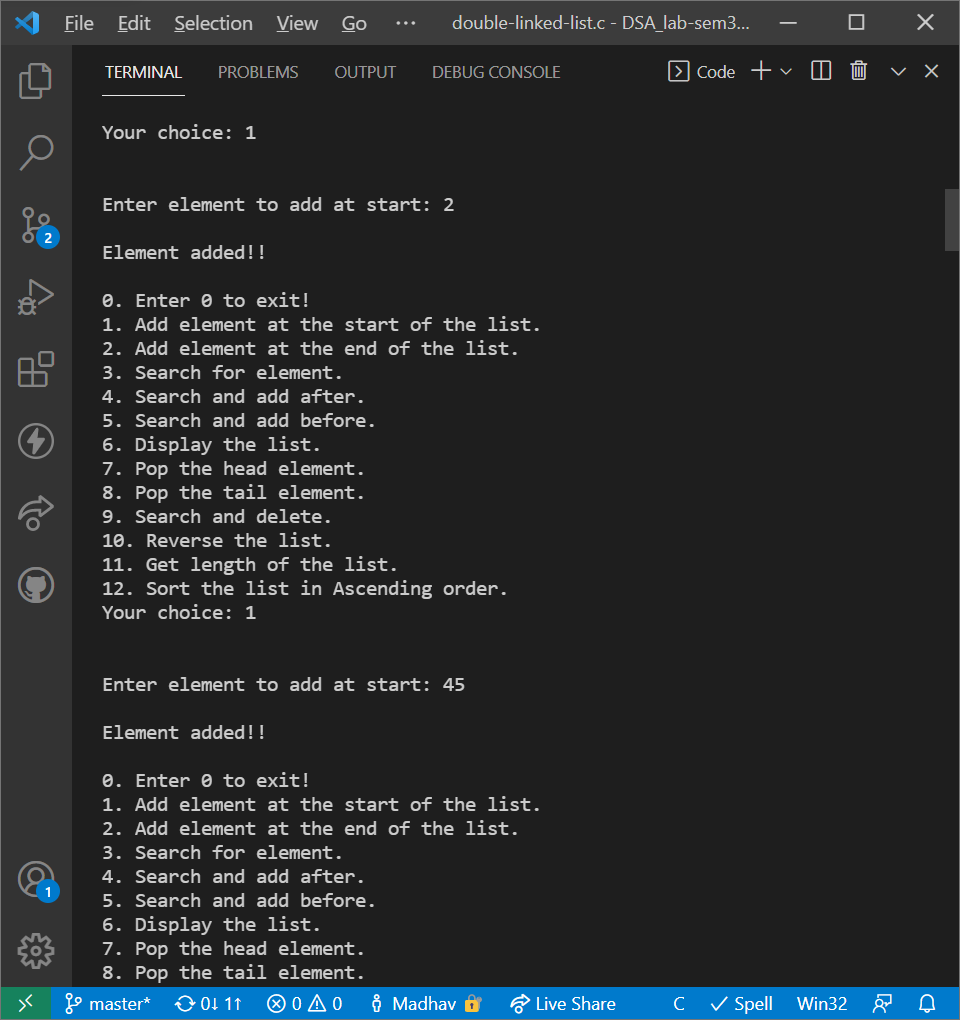 File Edit Selection View Go ··· double-linked-list.c - DSA_lab-sem3...
TERMINAL PROBLEMS OUTPUT DEBUG CONSOLE Code
Your choice: 1
Enter element to add at start: 2
Element added!!
0. Enter 0 to exit!
1. Add element at the start of the list.
2. Add element at the end of the list.
3. Search for element.
4. Search and add after.
5. Search and add before.
6. Display the list.
7. Pop the head element.
8. Pop the tail element.
9. Search and delete.
10. Reverse the list.
11. Get length of the list.
12. Sort the list in Ascending order.
Your choice: 1
Enter element to add at start: 45
Element added!!
0. Enter 0 to exit!
1. Add element at the start of the list.
2. Add element at the end of the list.
3. Search for element.
4. Search and add after.
5. Search and add before.
6. Display the list.
7. Pop the head element.
8. Pop the tail element.
2
1
master* 0↓ 1↑ 0 0 Madhav Live Share C Spell Win32